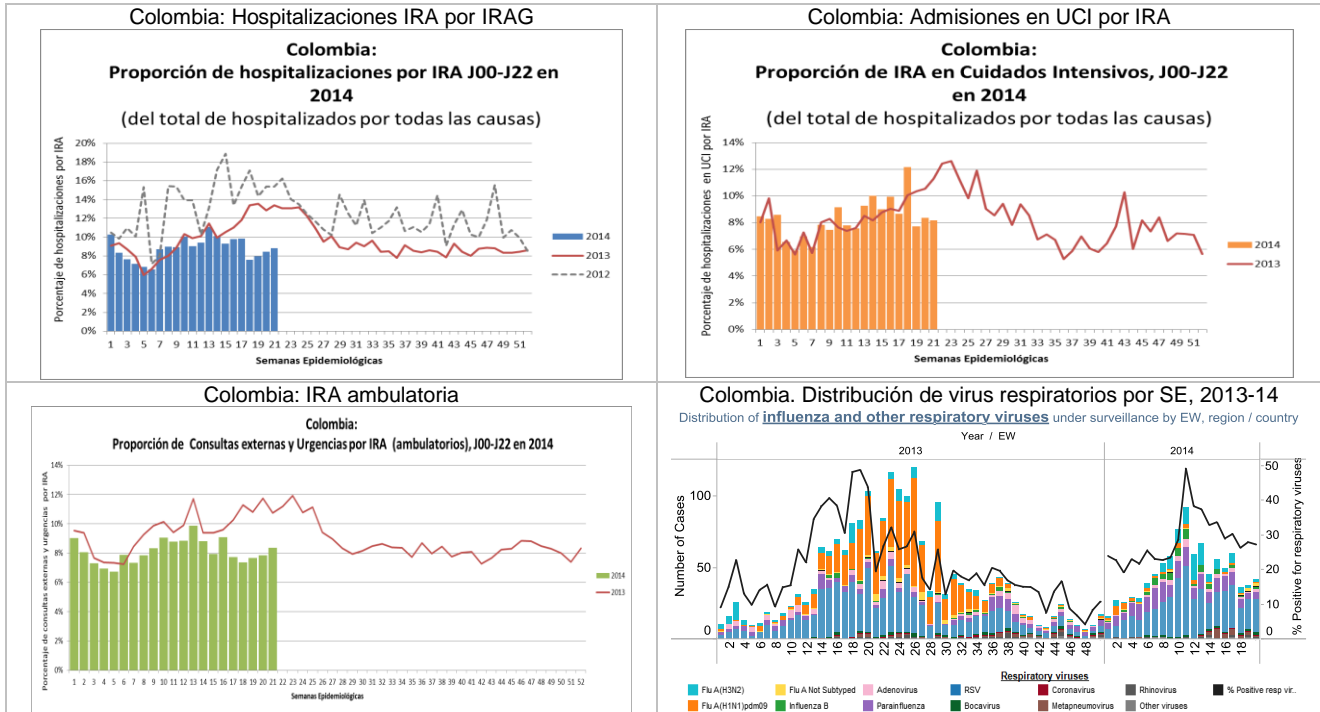 Colombia: Hospitalizaciones IRA por IRAG
Colombia:
Proporción de hospitalizaciones por IRA J00-J22 en
2014
(del total de hospitalizados por todas las causas)
Porcentaje de hospitalizaciones por IRA
20%
18%
16%
14%
12%
10%
8%
6%
4%
2%
0%
1 3 5 7 9 11 13 15 17 19 21 23 25 27 29 31 33 35 37 39 41 43 45 47 49 51
Semanas Epidemiológicas
2014
2013
2012
Colombia: Admisiones en UCI por IRA
Colombia:
Proporción de IRA en Cuidados Intensivos, J00-J22
en 2014
(del total de hospitalizados por todas las causas)
Porcentaje de hospitalizaciones en UCI por IRA
14%
12%
10%
8%
6%
4%
2%
0%
1 3 5 7 9 11 13 15 17 19 21 23 25 27 29 31 33 35 37 39 41 43 45 47 49 51
Semanas Epidemiológicas
2014
2013
Colombia: IRA ambulatoria
Colombia:
Proporción de Consultas externas y Urgencias por IRA (ambulatorios), J00-J22 en 2014
Porcentaje de consultas externas y urgencias por IRA
14%
12%
10%
8%
6%
4%
2%
0%
1 2 3 4 5 6 7 8 9 10 11 12 13 14 15 16 17 18 19 20 21 22 23 24 25 26 27 28 29 30 31 32 33 34 35 36 37 38 39 40 41 42 43 44 45 46 47 48 49 50 51 52
Semanas Epidemiológicas
2014
2013
Colombia. Distribución de virus respiratorios por SE, 2013-14
Distribution of influenza and other respiratory viruses under surveillance by EW, region / country
Year / EW
2013 2014
Number of Cases
100
50
0
% Positive for respiratory viruses
50
40
30
20
10
0
2 4 6 8 10 12 14 16 18 20 22 24 26 28 30 32 34 36 38 40 42 44 46 48 2 4 6 8 10 12 14 16 18
Respiratory viruses
Flu A(H3N2) Flu A Not Subtyped Adenovirus RSV Coronavirus Rhinovirus % Positive resp vir..
Flu A(H1N1)pdm09 Influenza B Parainfluenza Bocavirus Metapneumovirus Other viruses